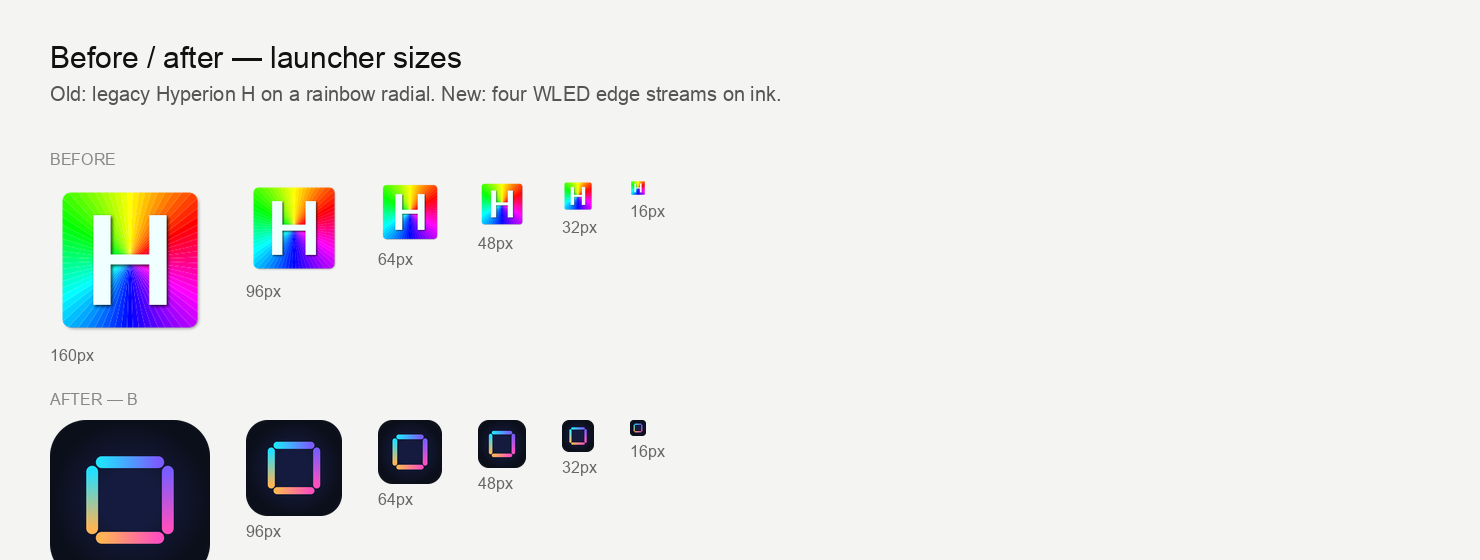 Before / after — launcher sizes
Old: legacy Hyperion H on a rainbow radial. New: four WLED edge streams on ink.
BEFORE
H H H H H H
160px
96px
64px
48px
32px
16px
AFTER — B
96px
64px
48px
32px
16px